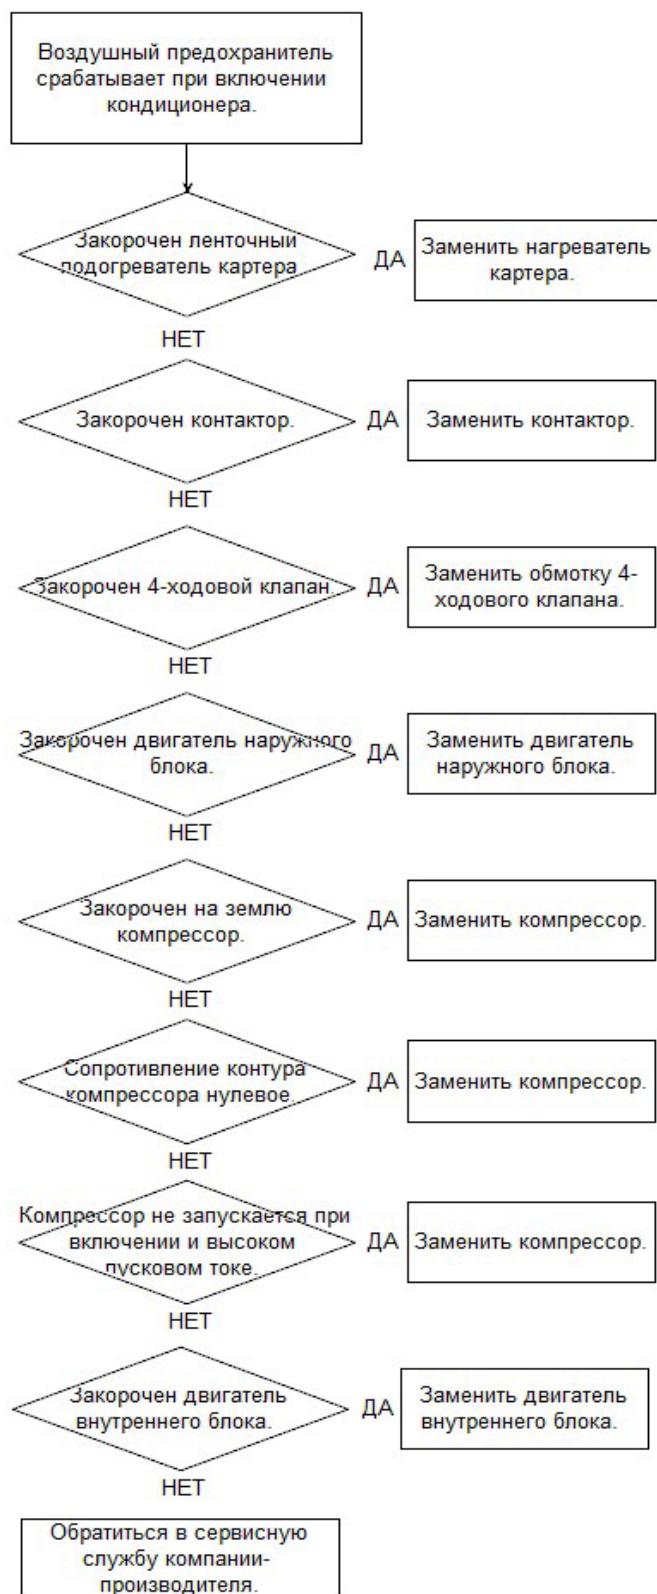 Воздушный предохранитель
срабатывает при включении
кондиционера.
Закорочен ленточный
подогреватель картера
ДА
Заменить нагреватель
картера.
НЕТ
Закорочен контактор.
ДА
Заменить контактор.
НЕТ
Закорочен 4-ходовой клапан.
ДА
Заменить обмотку 4-
ходового клапана.
НЕТ
Закорочен двигатель наружного
блока.
ДА
Заменить двигатель
наружного блока.
НЕТ
Закорочен на землю
компрессор.
ДА
Заменить компрессор.
НЕТ
Сопротивление контура
компрессора нулевое.
ДА
Заменить компрессор.
НЕТ
Компрессор не запускается при
включении и высоком
пусковом токе.
ДА
Заменить компрессор.
НЕТ
Закорочен двигатель
внутреннего блока.
ДА
Заменить двигатель
внутреннего блока.
НЕТ
Обратиться в сервисную
службу компании-
производителя.